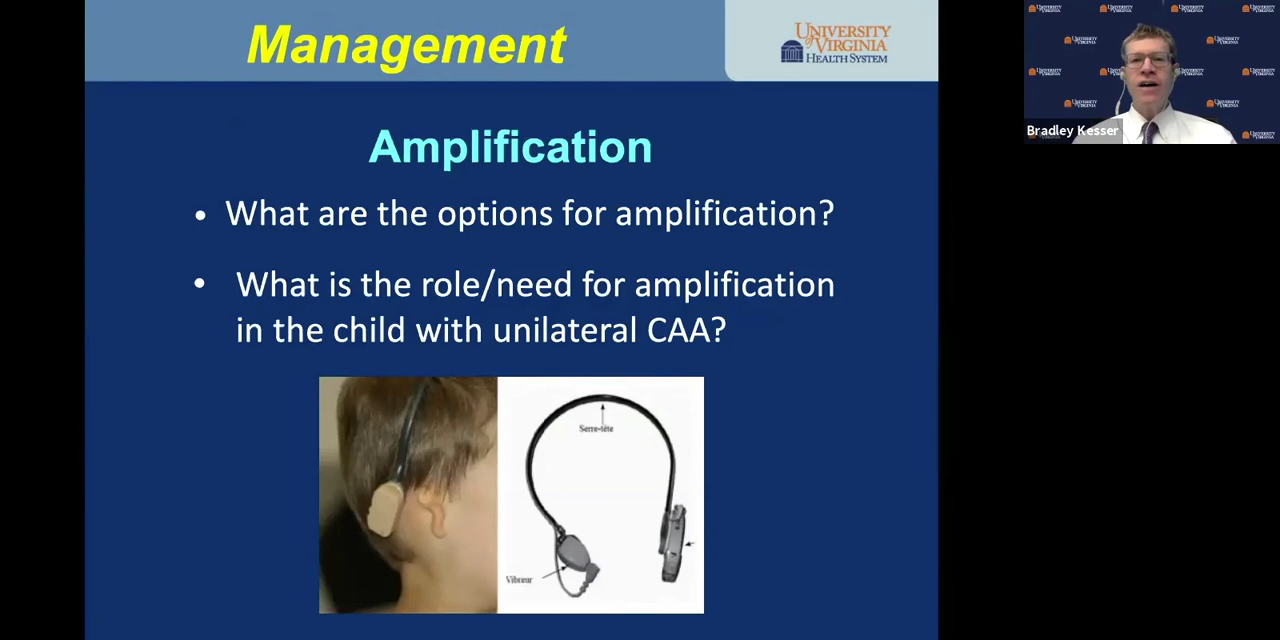 Management
UNIVERSITY
of VIRGINIA
HEALTH SYSTEM
Bradley Kesser
Amplification
• What are the options for amplification?
• What is the role/need for amplification
in the child with unilateral CAA?
Serre-tête
Vibreur